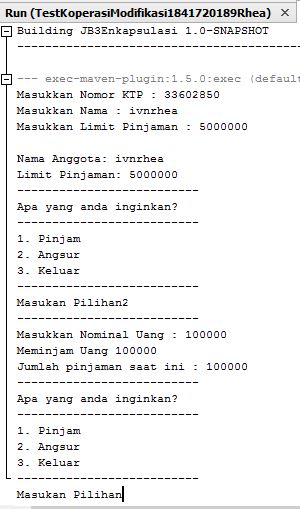 Run (TestKoperasiModifikasi1841720189Rhea) ×
Building JB3Enkapsulasi 1.0-SNAPSHOT
------------------------------------------------
--- exec-maven-plugin:1.5.0:exec (defaul
Masukkan Nomor KTP : 33602850
Masukkan Nama : ivnrhea
Masukkan Limit Pinjaman : 5000000
Nama Anggota: ivnrhea
Limit Pinjaman: 5000000
--------------------------
Apa yang anda inginkan?
--------------------------
1. Pinjam
2. Angsur
3. Keluar
--------------------------
Masukan Pilihan2
--------------------------
Masukkan Nominal Uang : 100000
Meminjam Uang 100000
Jumlah pinjaman saat ini : 100000
--------------------------
Apa yang anda inginkan?
--------------------------
1. Pinjam
2. Angsur
3. Keluar
--------------------------
Masukan Pilihan